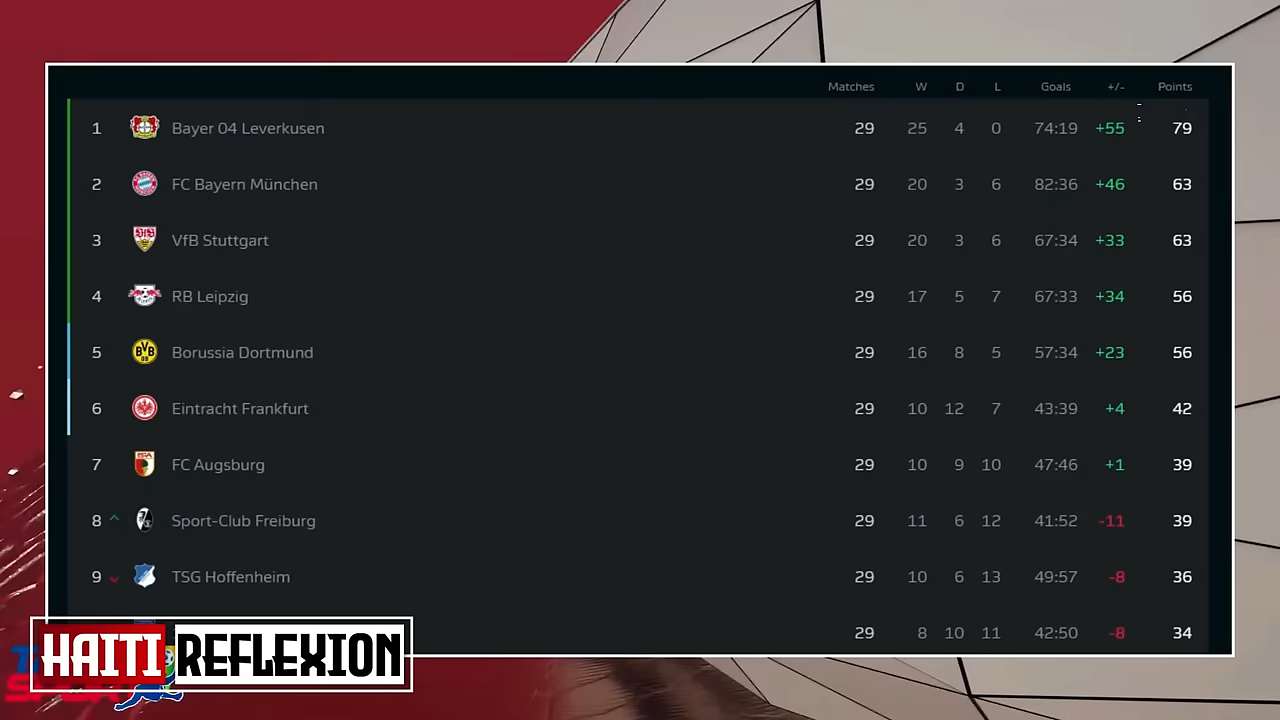 Matches W D L Goals +/- Points
1 Bayer 04 Leverkusen 29 25 4 0 74:19 +55 79
2 FC Bayern München 29 20 3 6 82:36 +46 63
3 VfB Stuttgart 29 20 3 6 67:34 +33 63
4 RB Leipzig 29 17 5 7 67:33 +34 56
5 BVB 09 Borussia Dortmund 29 16 8 5 57:34 +23 56
6 Eintracht Frankfurt 29 10 12 7 43:39 +4 42
7 FCA FC Augsburg 29 10 9 10 47:46 +1 39
8 Sport-Club Freiburg 29 11 6 12 41:52 -11 39
9 TSG Hoffenheim 29 10 6 13 49:57 -8 36
29 8 10 11 42:50 -8 34
HAITI REFLEXION